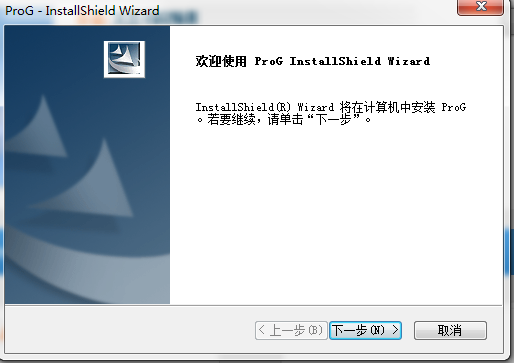 ProG - InstallShield Wizard
欢迎使用 ProG InstallShield Wizard
InstallShield(R) Wizard 将在计算机中安装 ProG
。若要继续，请单击“下一步”。
< 上一步(B)
下一步(N) >
取消